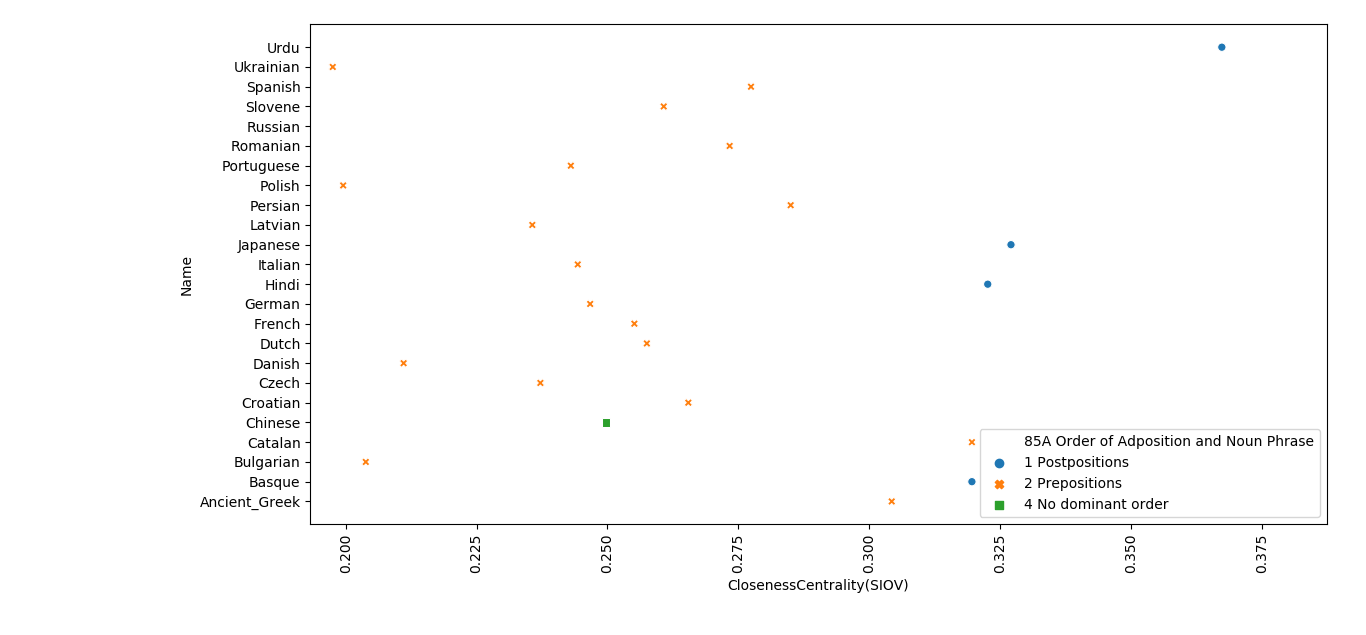 Urdu
Ukrainian
Spanish
Slovene
Russian
Romanian
Portuguese
Polish
Persian
Latvian
Japanese
Italian
Hindi
German
French
Dutch
Danish
Czech
Croatian
Chinese
Catalan
Bulgarian
Basque
Ancient_Greek
Name
85A Order of Adposition and Noun Phrase
1 Postpositions
2 Prepositions
4 No dominant order
0.200
0.225
0.250
0.275
0.300
0.325
0.350
0.375
ClosenessCentrality(SIOV)